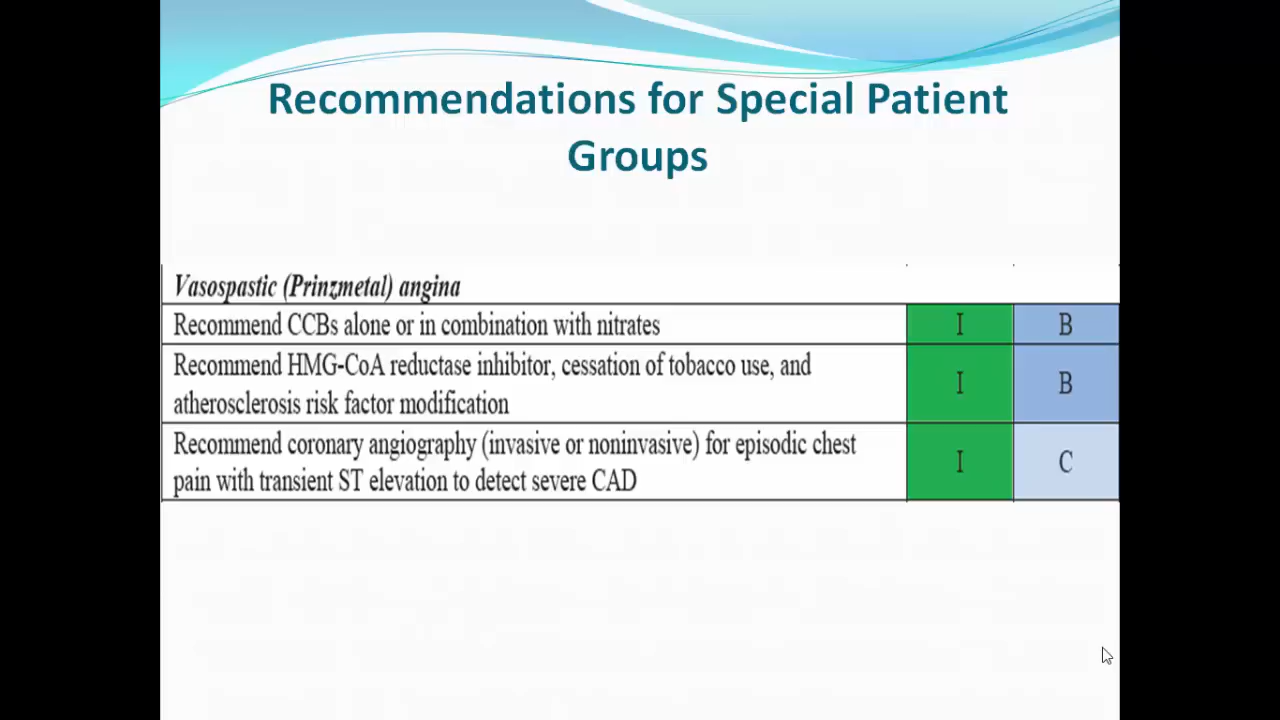 Recommendations for Special Patient
Groups
Vasospastic (Prinzmetal) angina
Recommend CCBs alone or in combination with nitrates I B
Recommend HMG-CoA reductase inhibitor, cessation of tobacco use, and
atherosclerosis risk factor modification I B
Recommend coronary angiography (invasive or noninvasive) for episodic chest
pain with transient ST elevation to detect severe CAD I C